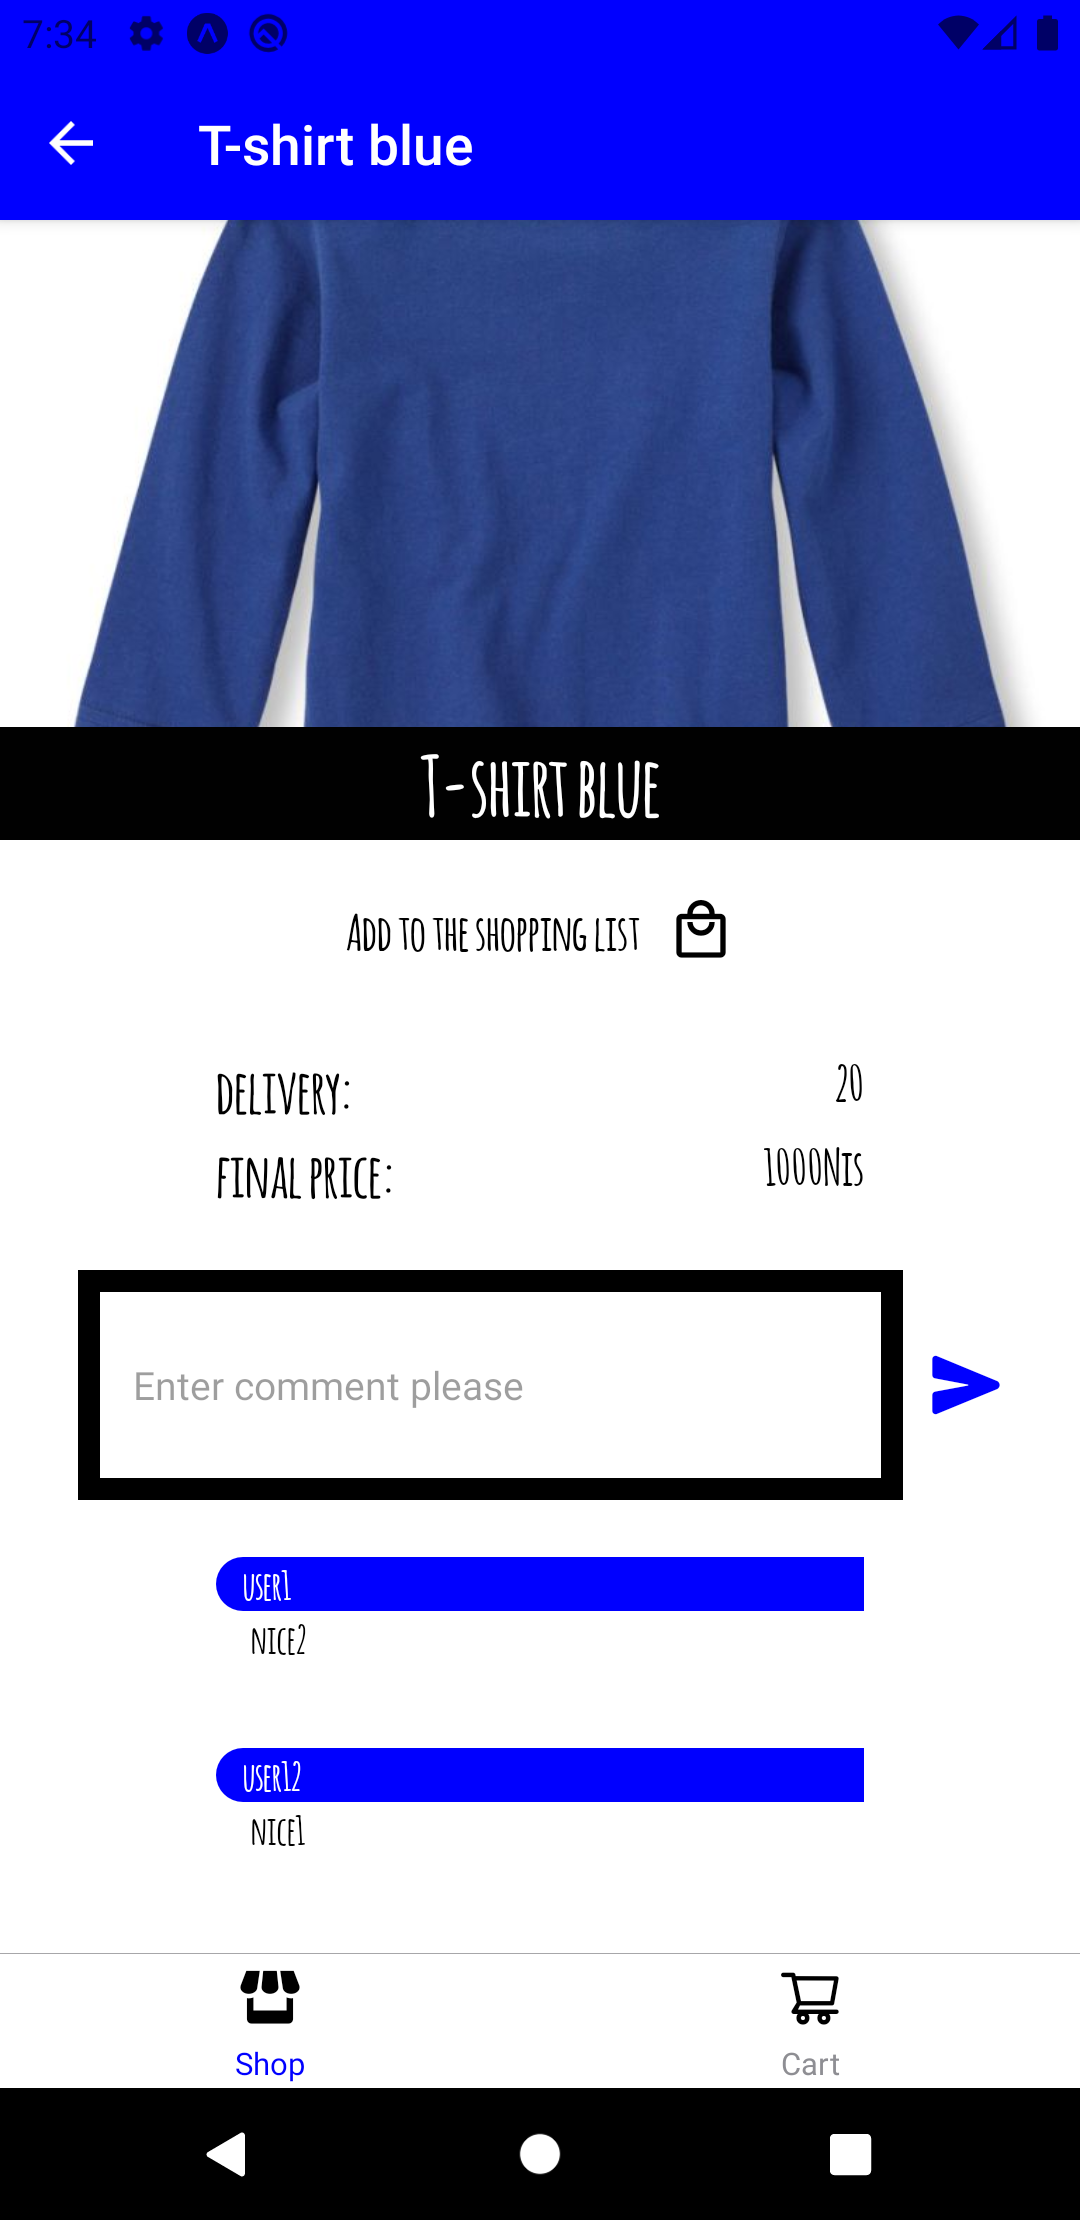 7:34
T-shirt blue
T-shirt blue
Add to the shopping list
delivery: 20
final price: 1000Nis
Enter comment please
user1
nice2
user12
nice1
Shop Cart